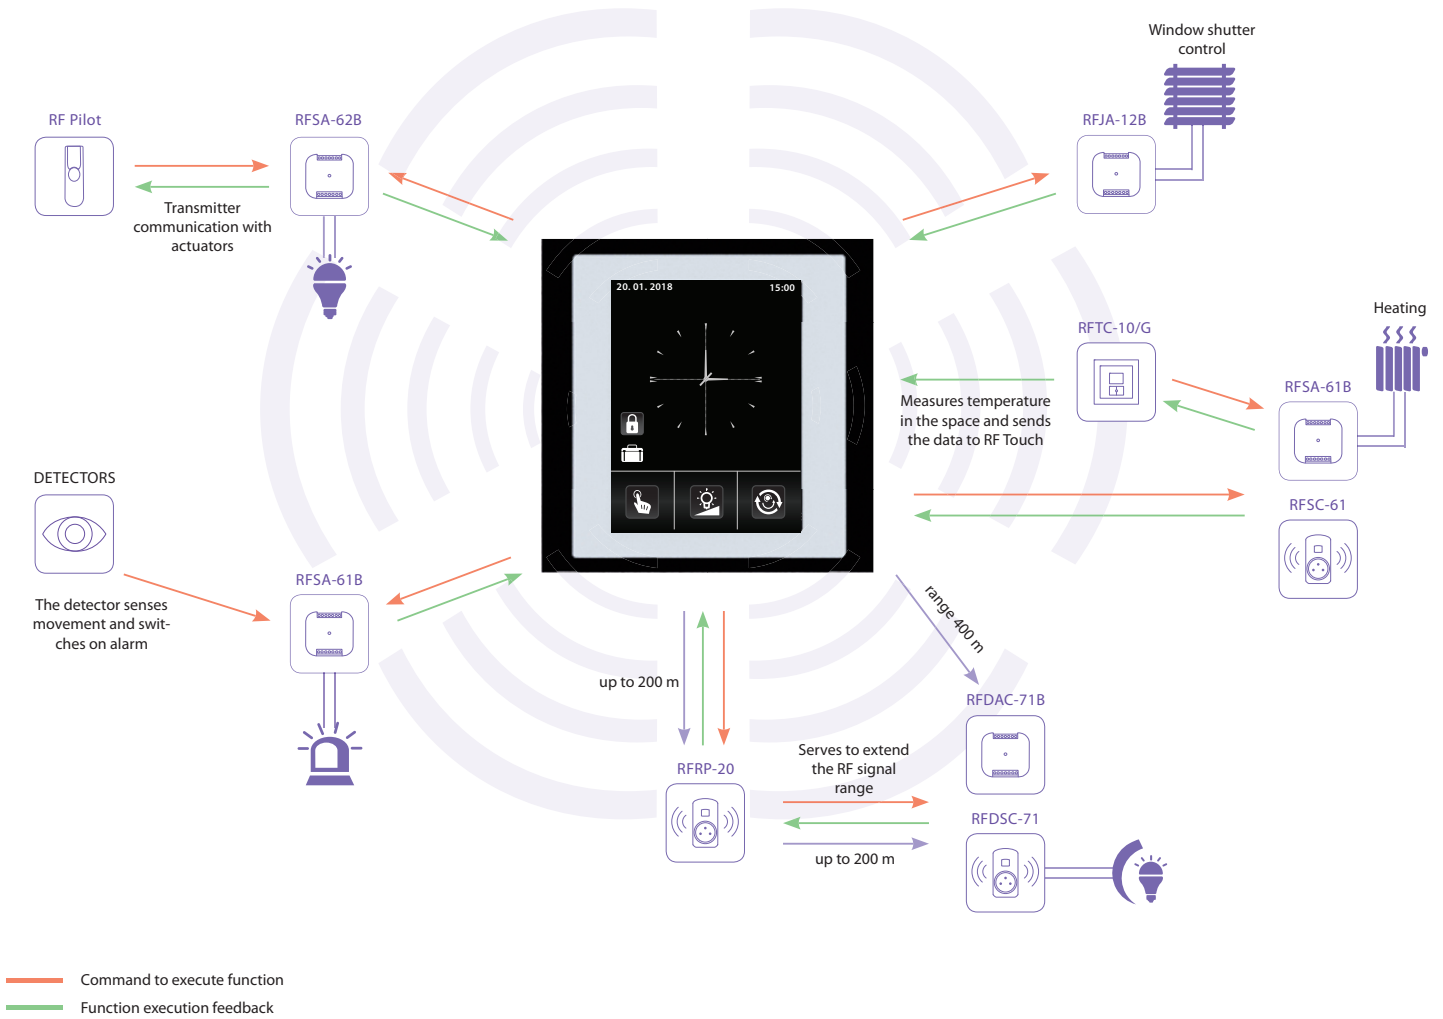 Window shutter
control
RF Pilot
RFSA-62B
RFJA-12B
Transmitter
communication with
actuators
20. 01. 2018
15:00
Heating
RFTC-10/G
RFSA-61B
Measures temperature
in the space and sends
the data to RF Touch
DETECTORS
RFSC-61
RFSA-61B
The detector senses
movement and swit-
ches on alarm
range 400 m
up to 200 m
RFDAC-71B
Serves to extend
the RF signal
range
RFRP-20
RFDSC-71
up to 200 m
Command to execute function
Function execution feedback